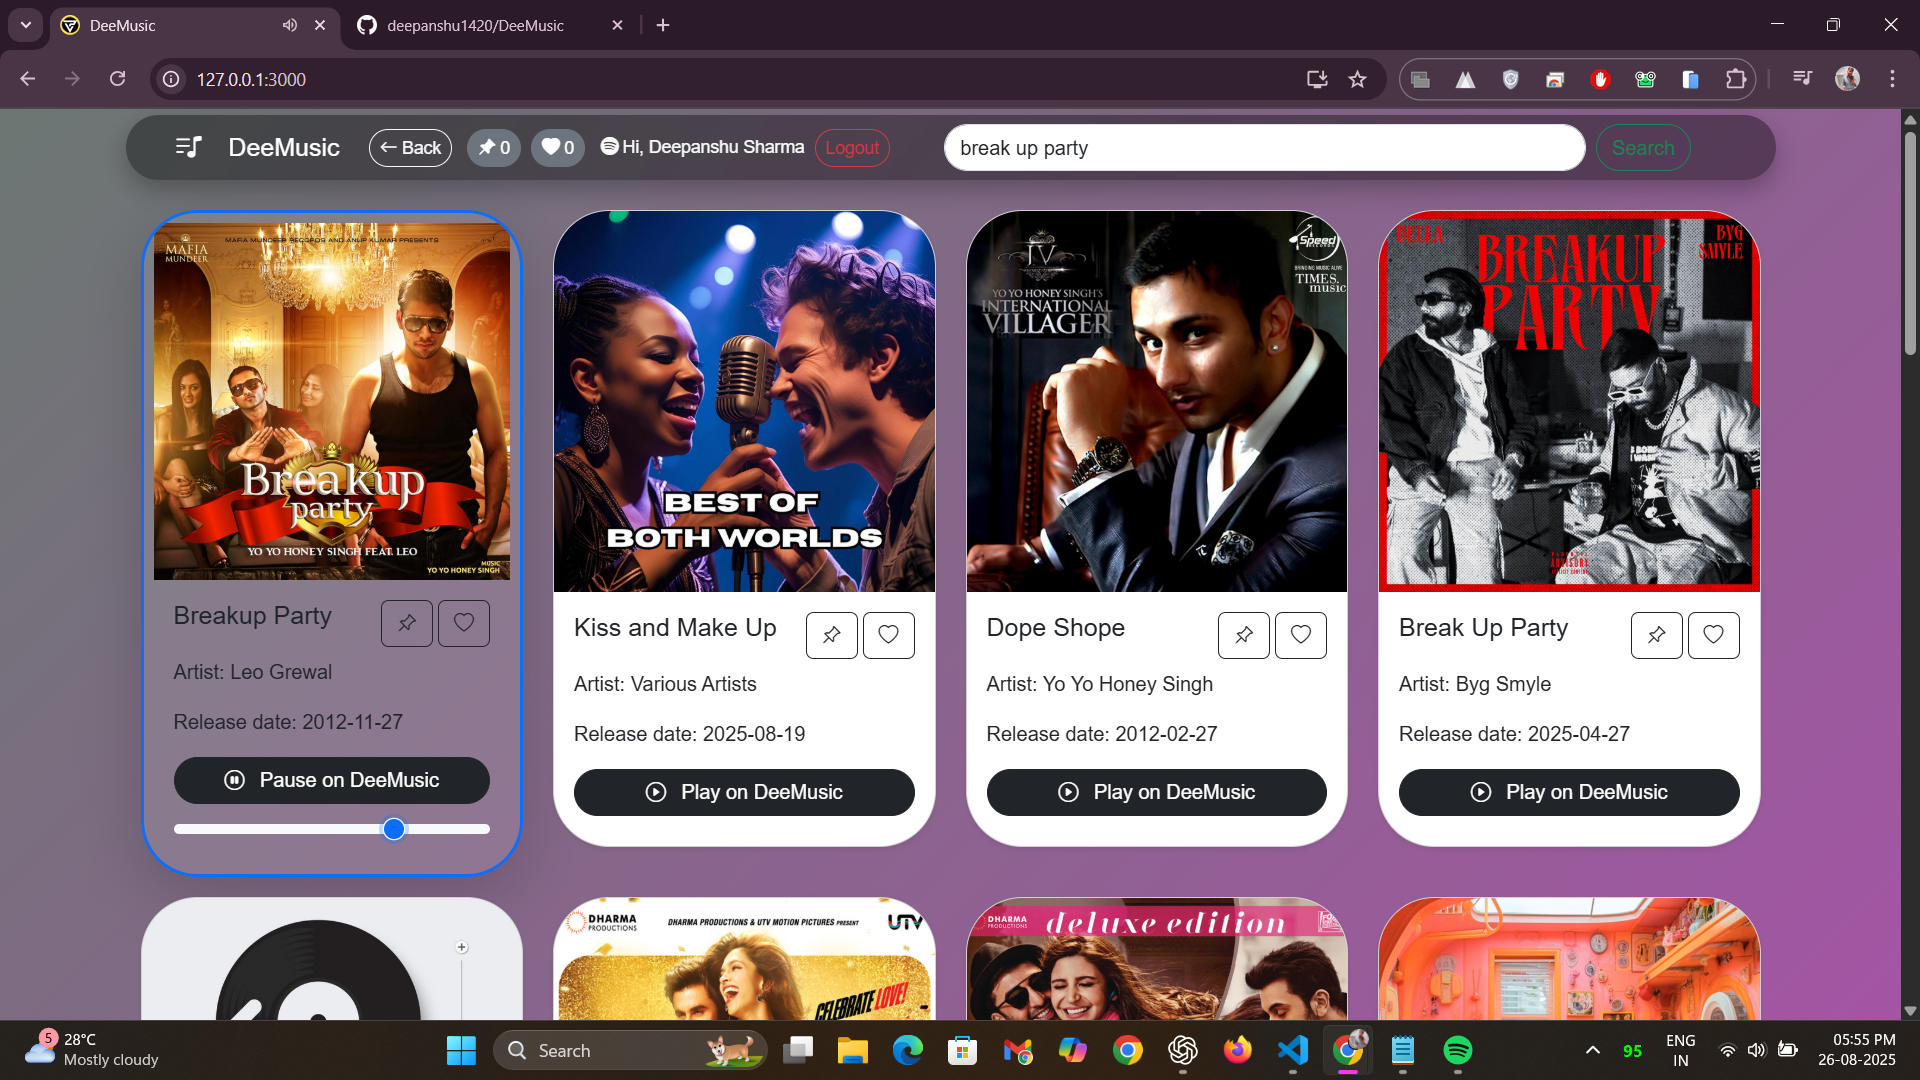 DeeMusic
deepanshu1420/DeeMusic
127.0.0.1:3000
DeeMusic
Back
0
0
Hi, Deepanshu Sharma
Logout
break up party
Search
MAFIA MUNDEER RECORDS AND ANUP KUMAR PRESENTS
MAFIA
MUNDEER
Breakup
party
YO YO HONEY SINGH FEAT. LEO
MUSIC
YO YO HONEY SINGH
Breakup Party
Artist: Leo Grewal
Release date: 2012-11-27
Pause on DeeMusic
BEST OF
BOTH WORLDS
Kiss and Make Up
Artist: Various Artists
Release date: 2025-08-19
Play on DeeMusic
IV
YO YO HONEY SINGH'S
INTERNATIONAL
VILLAGER
Speed
BRINGING MUSIC ALIVE
TIMES
music
Dope Shope
Artist: Yo Yo Honey Singh
Release date: 2012-02-27
Play on DeeMusic
BELLA
BREAKUP
PARTY
BYG
SMYLE
Break Up Party
Artist: Byg Smyle
Release date: 2025-04-27
Play on DeeMusic
DHARMA
PRODUCTIONS
DHARMA PRODUCTIONS & UTV MOTION PICTURES PRESENT
UTV
CELEBRATE LOVE!
DHARMA
PRODUCTIONS
deluxe edition
5
28°C
Mostly cloudy
Search
95
ENG
IN
05:55 PM
26-08-2025